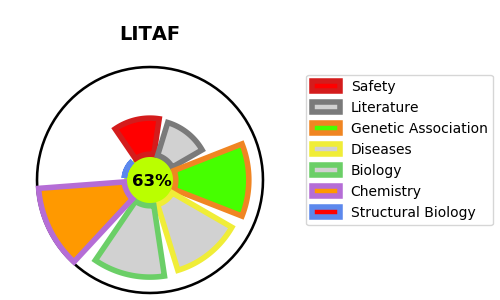 LITAF
63%
Safety
Literature
Genetic Association
Diseases
Biology
Chemistry
Structural Biology